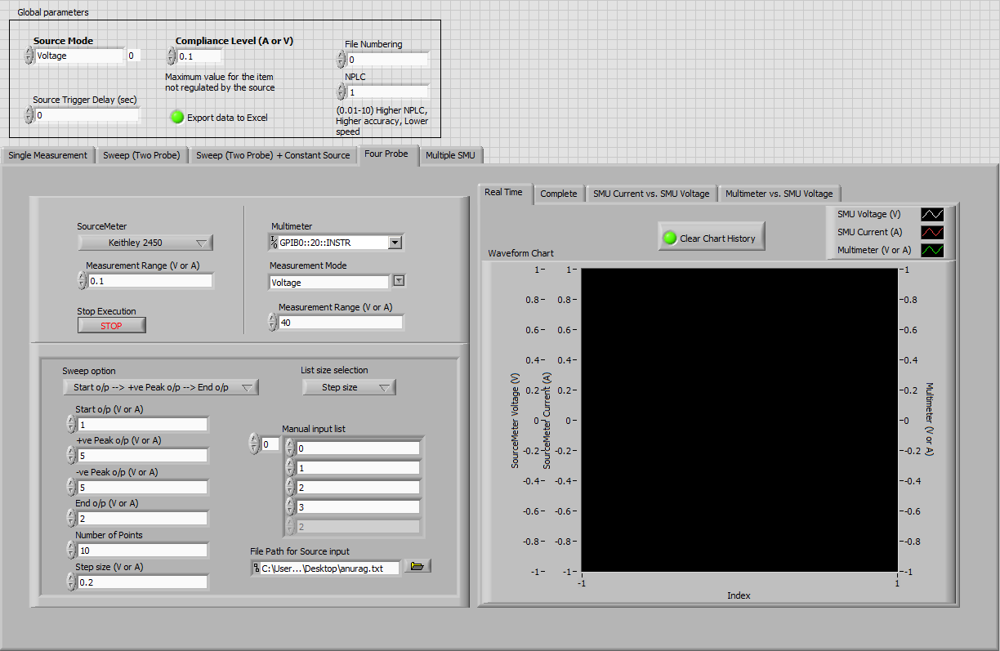 Global parameters
Source Mode
Voltage 0
Compliance Level (A or V)
0.1
Maximum value for the item
not regulated by the source
File Numbering
0
NPLC
1
(0.01-10) Higher NPLC,
Higher accuracy, Lower
speed
Source Trigger Delay (sec)
0
Export data to Excel
Single Measurement
Sweep (Two Probe)
Sweep (Two Probe) + Constant Source
Four Probe
Multiple SMU
SourceMeter
Keithley 2450
Measurement Range (V or A)
0.1
Stop Execution
STOP
Multimeter
GPIB0::20::INSTR
Measurement Mode
Voltage
Measurement Range (V or A)
40
Sweep option
Start o/p --> +ve Peak o/p --> End o/p
List size selection
Step size
Start o/p (V or A)
1
+ve Peak o/p (V or A)
5
-ve Peak o/p (V or A)
5
End o/p (V or A)
2
Number of Points
10
Step size (V or A)
0.2
Manual input list
0
0
1
2
3
2
File Path for Source input
C:\User...\Desktop\anurag.txt
Real Time
Complete
SMU Current vs. SMU Voltage
Multimeter vs. SMU Voltage
Clear Chart History
SMU Voltage (V)
SMU Current (A)
Multimeter (V or A)
Waveform Chart
SourceMeter Voltage (V)
1
0.8
0.6
0.4
0.2
0
-0.2
-0.4
-0.6
-0.8
-1
SourceMeter Current (A)
1
0.8
0.6
0.4
0.2
0
-0.2
-0.4
-0.6
-0.8
-1
1
0.8
0.6
0.4
0.2
0
-0.2
-0.4
-0.6
-0.8
-1
Multimeter (V or A)
-1 1
Index